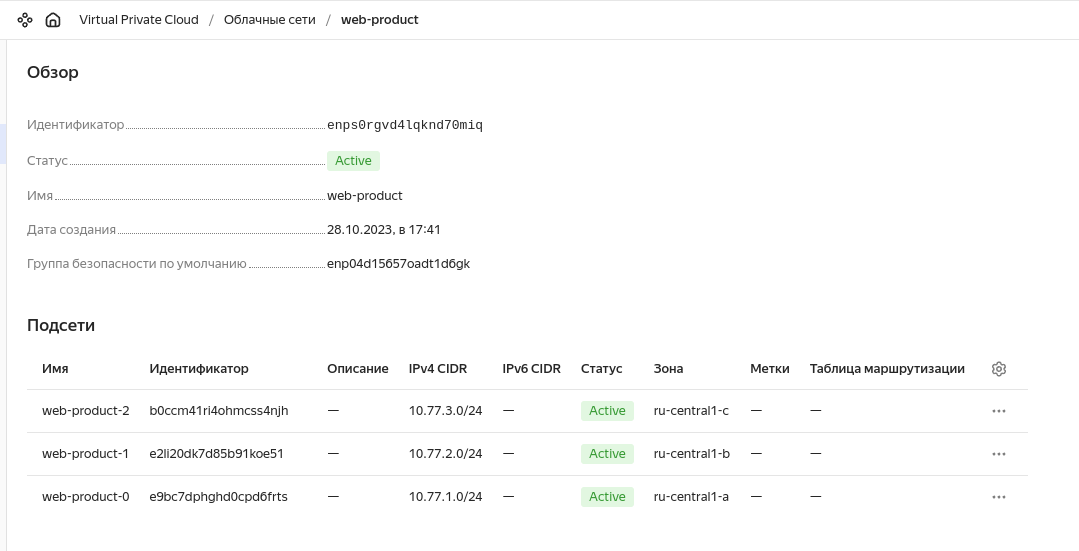 Virtual Private Cloud / Облачные сети / web-product
Обзор
Идентификатор enps0rgvd4lqknd70miq
Статус Active
Имя web-product
Дата создания 28.10.2023, в 17:41
Группа безопасности по умолчанию enp04d15657oadt1d6gk
Подсети
Имя Идентификатор Описание IPv4 CIDR IPv6 CIDR Статус Зона Метки Таблица маршрутизации
web-product-2 b0ccm41ri4ohmcss4njh — 10.77.3.0/24 — Active ru-central1-c — —
web-product-1 e2li20dk7d85b91koe51 — 10.77.2.0/24 — Active ru-central1-b — —
web-product-0 e9bc7dphghd0cpd6frts — 10.77.1.0/24 — Active ru-central1-a — —